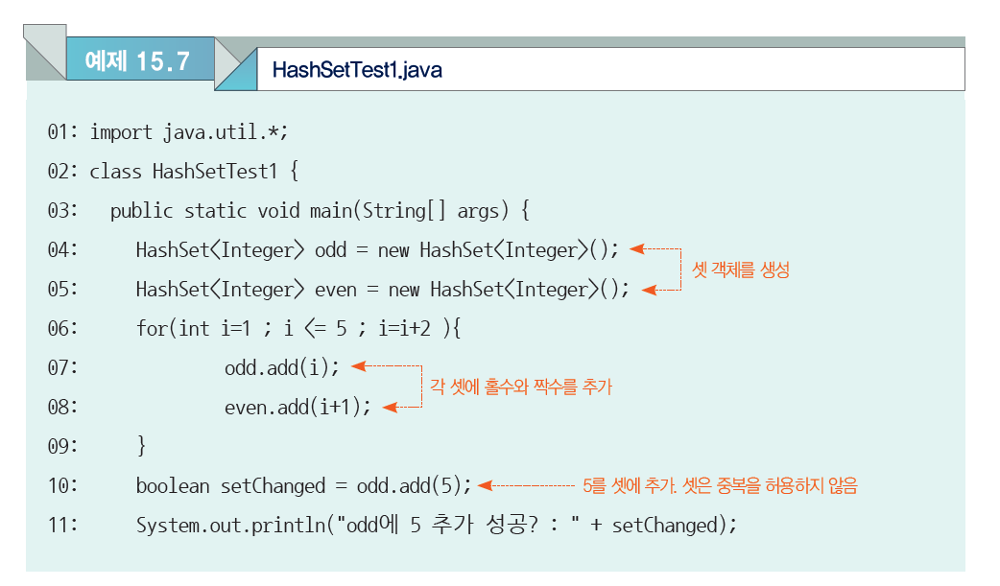 예제 15.7
HashSetTest1.java
01: import java.util.*;
02: class HashSetTest1 {
03: public static void main(String[] args) {
04: HashSet<Integer> odd = new HashSet<Integer>();
셋 객체를 생성
05: HashSet<Integer> even = new HashSet<Integer>();
06: for(int i=1 ; i <= 5 ; i=i+2 ){
07: odd.add(i);
각 셋에 홀수와 짝수를 추가
08: even.add(i+1);
09: }
10: boolean setChanged = odd.add(5); 5를 셋에 추가. 셋은 중복을 허용하지 않음
11: System.out.println("odd에 5 추가 성공? : " + setChanged);